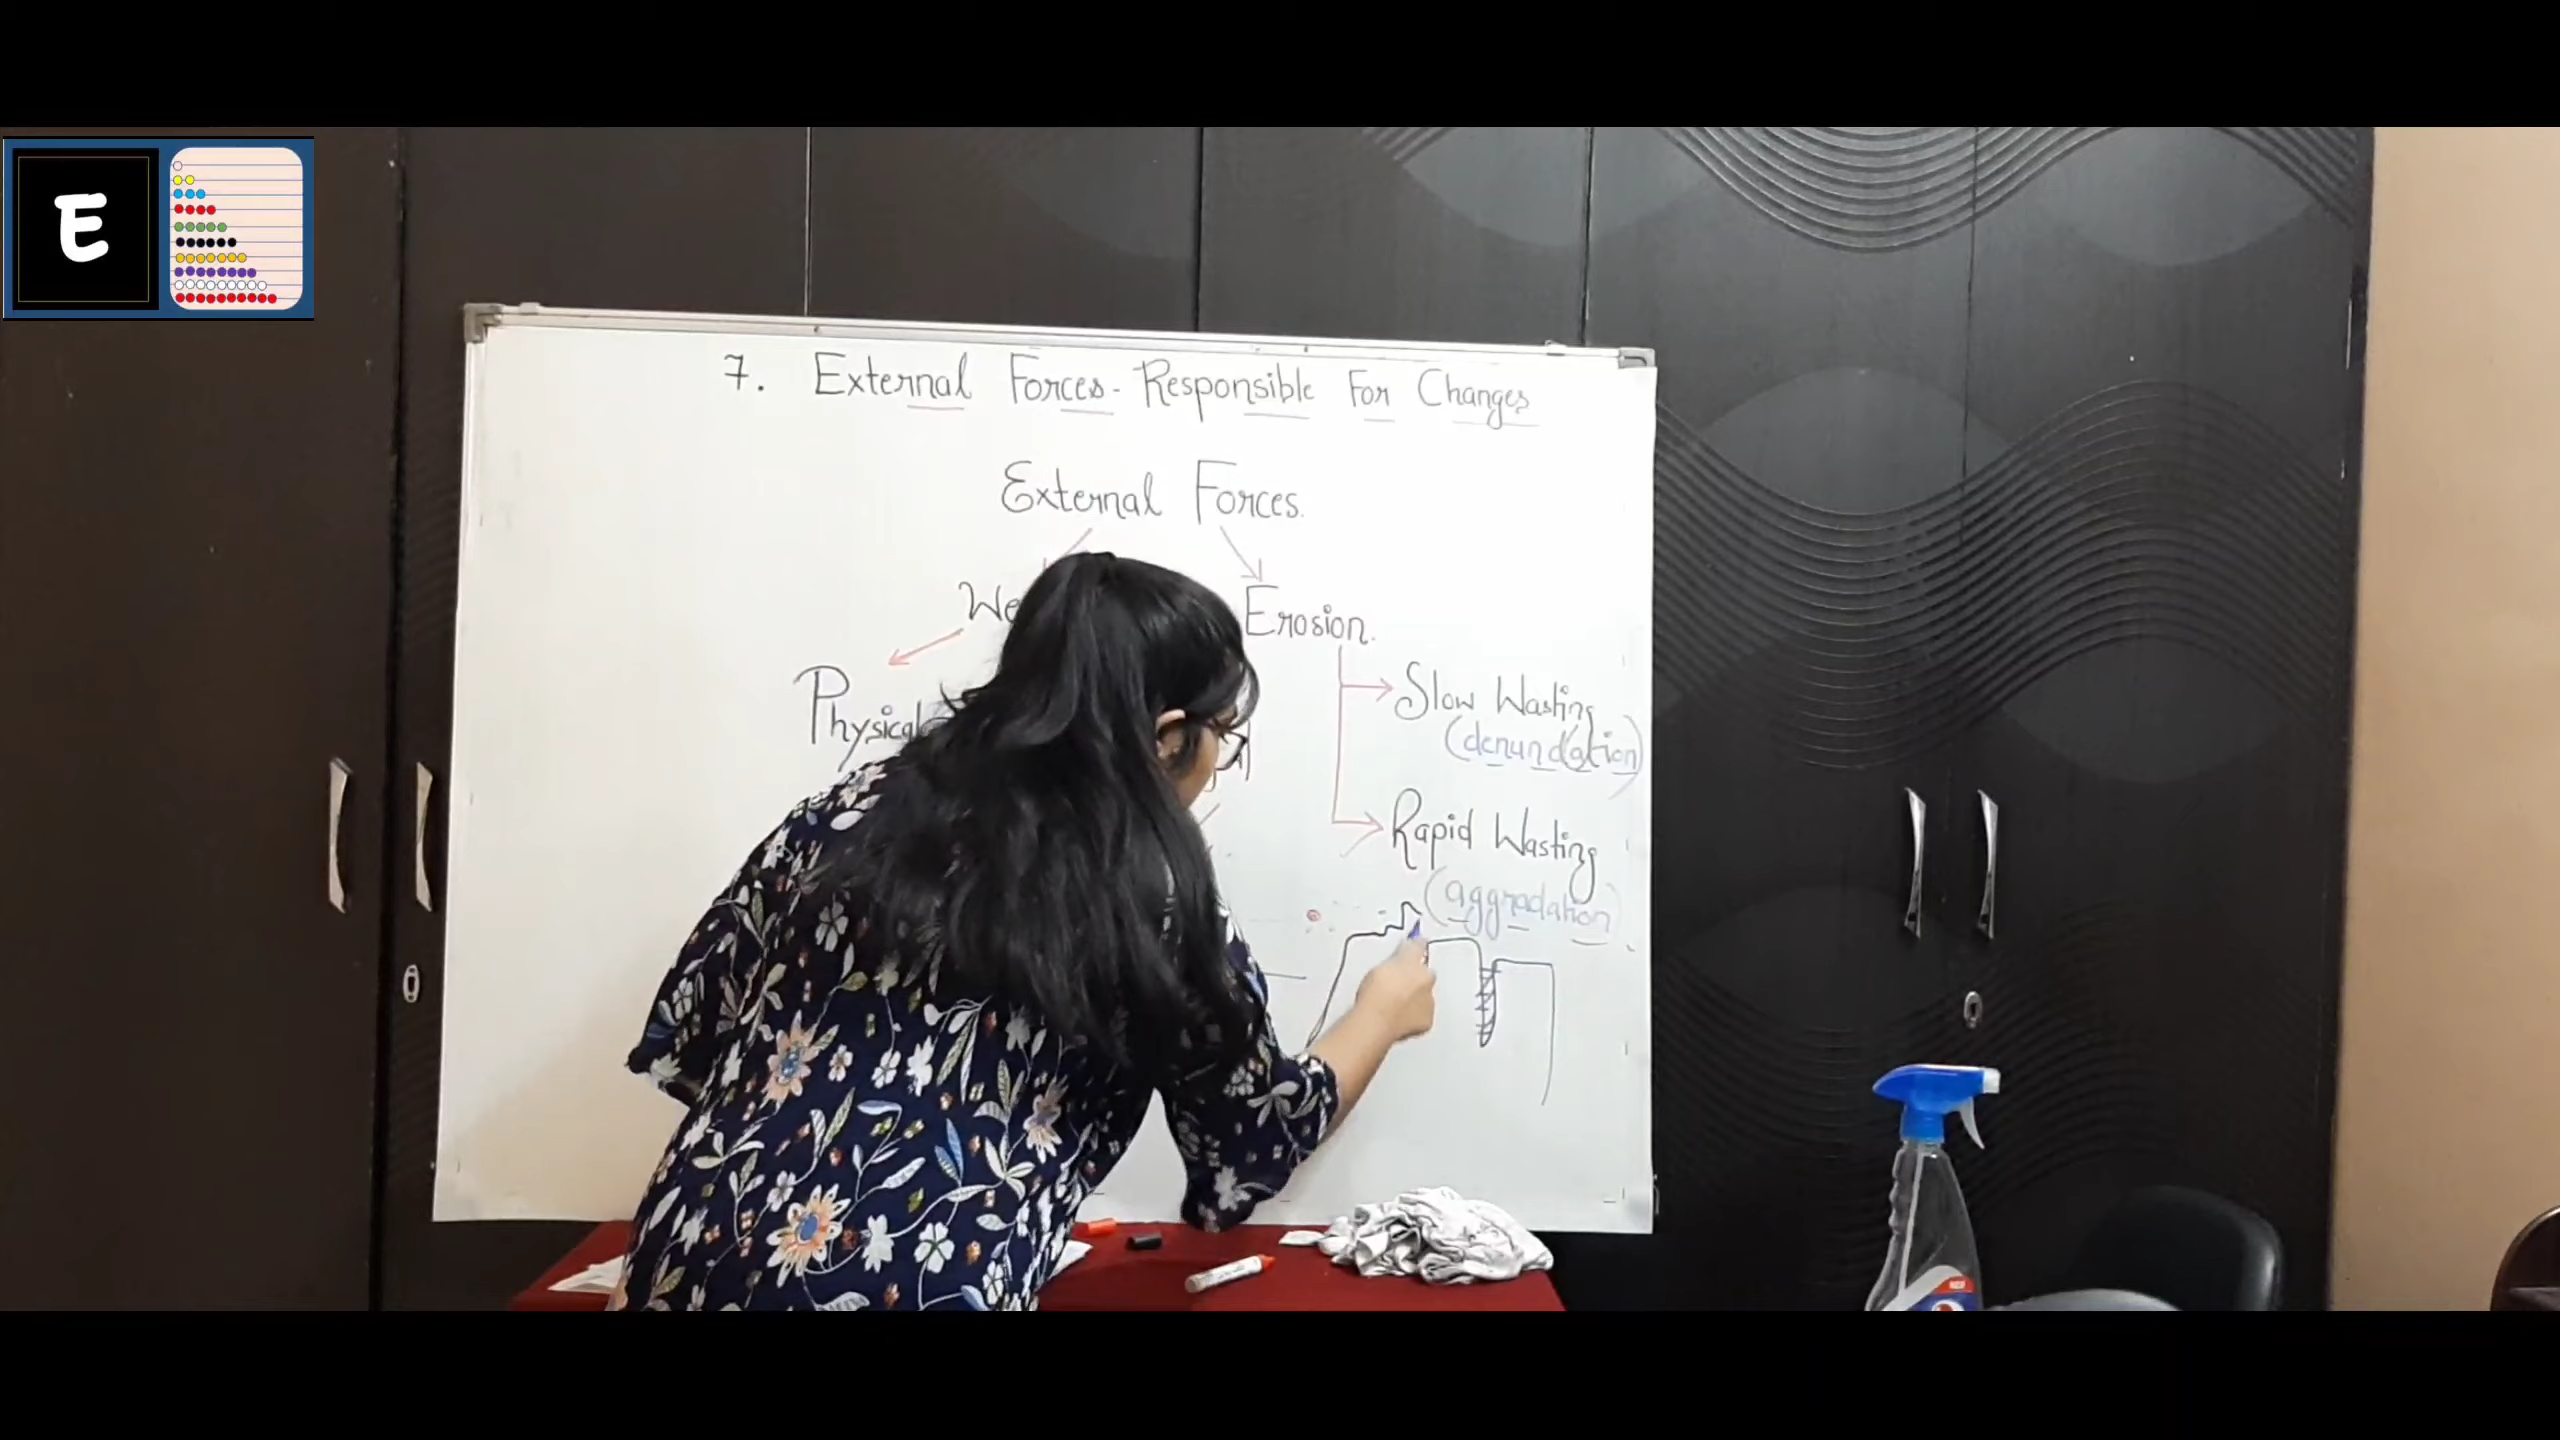 E
7. External Forces - Responsible For Changes
External Forces.
Erosion.
Physical
Slow Wasting
(denundation)
Rapid Wasting
(aggradation)